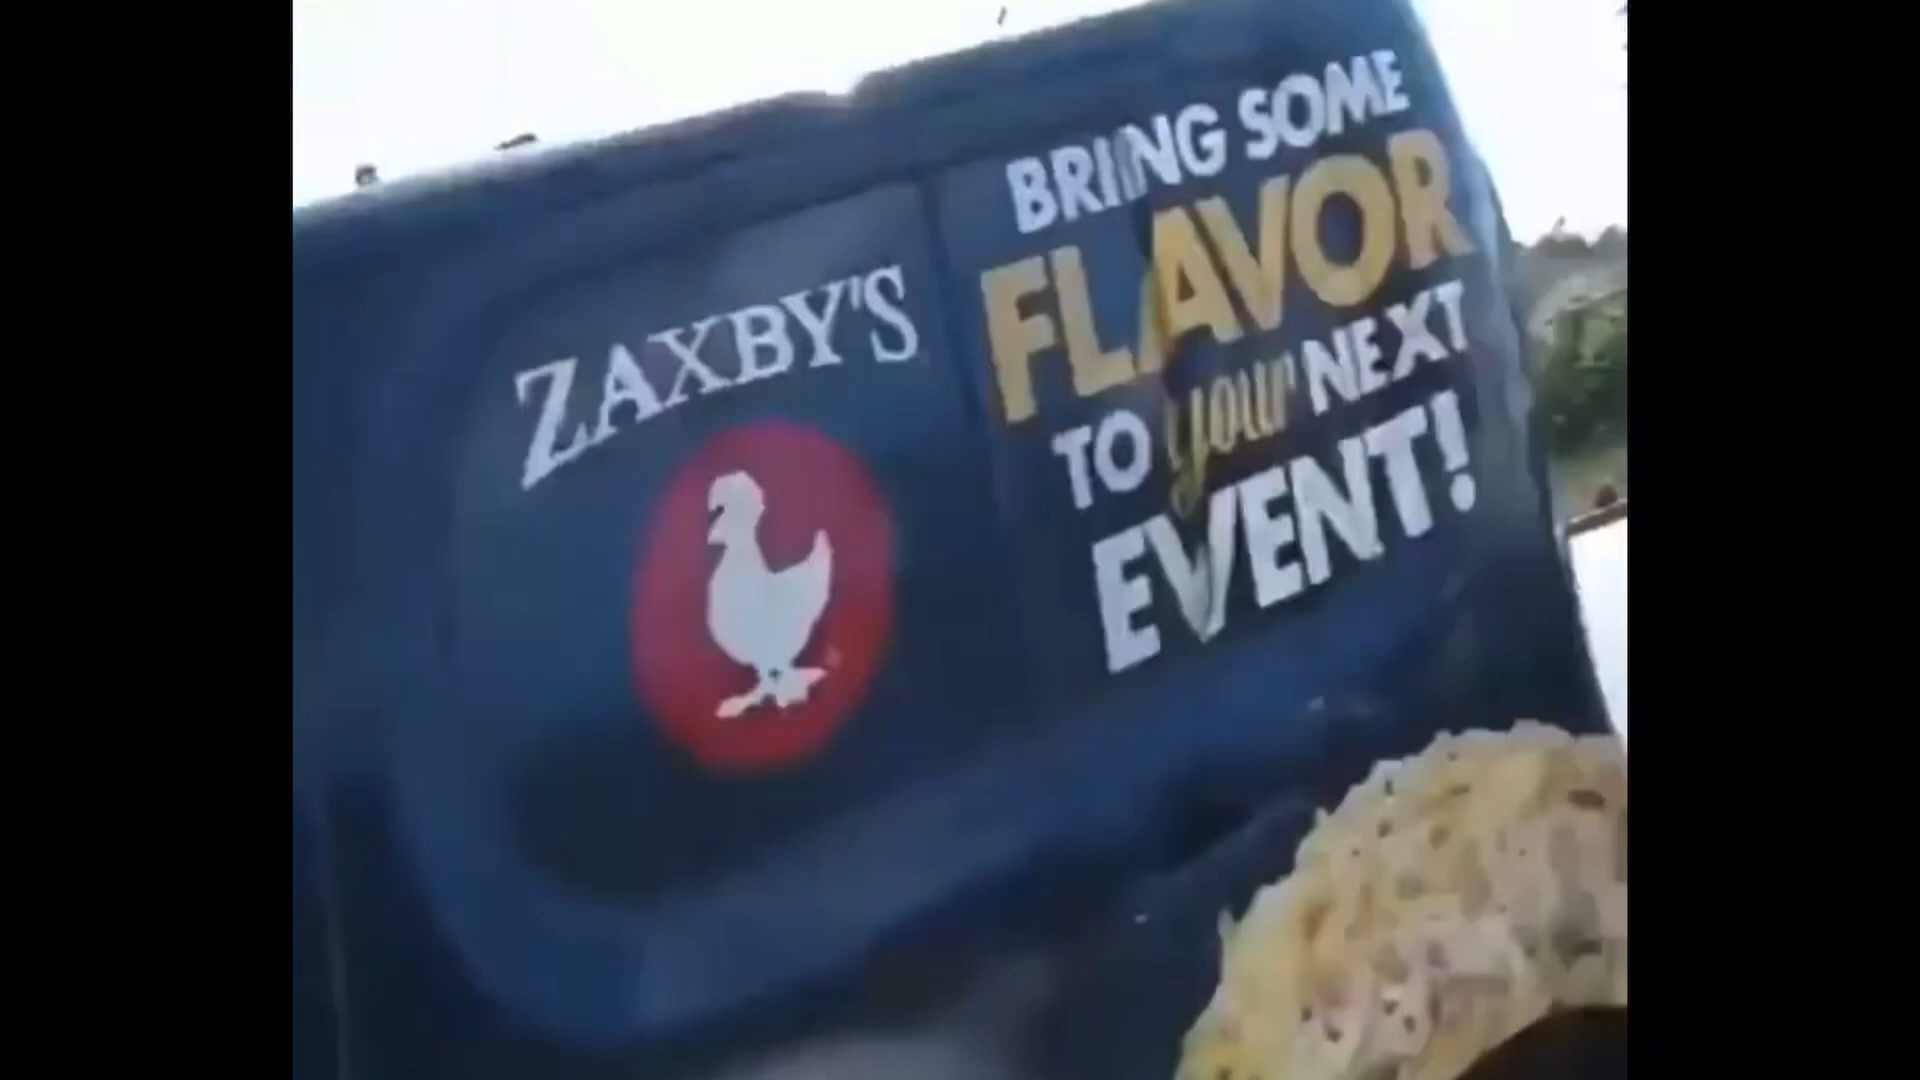 ZAXBY'S
BRING SOME
FLAVOR
TO your NEXT
EVENT!